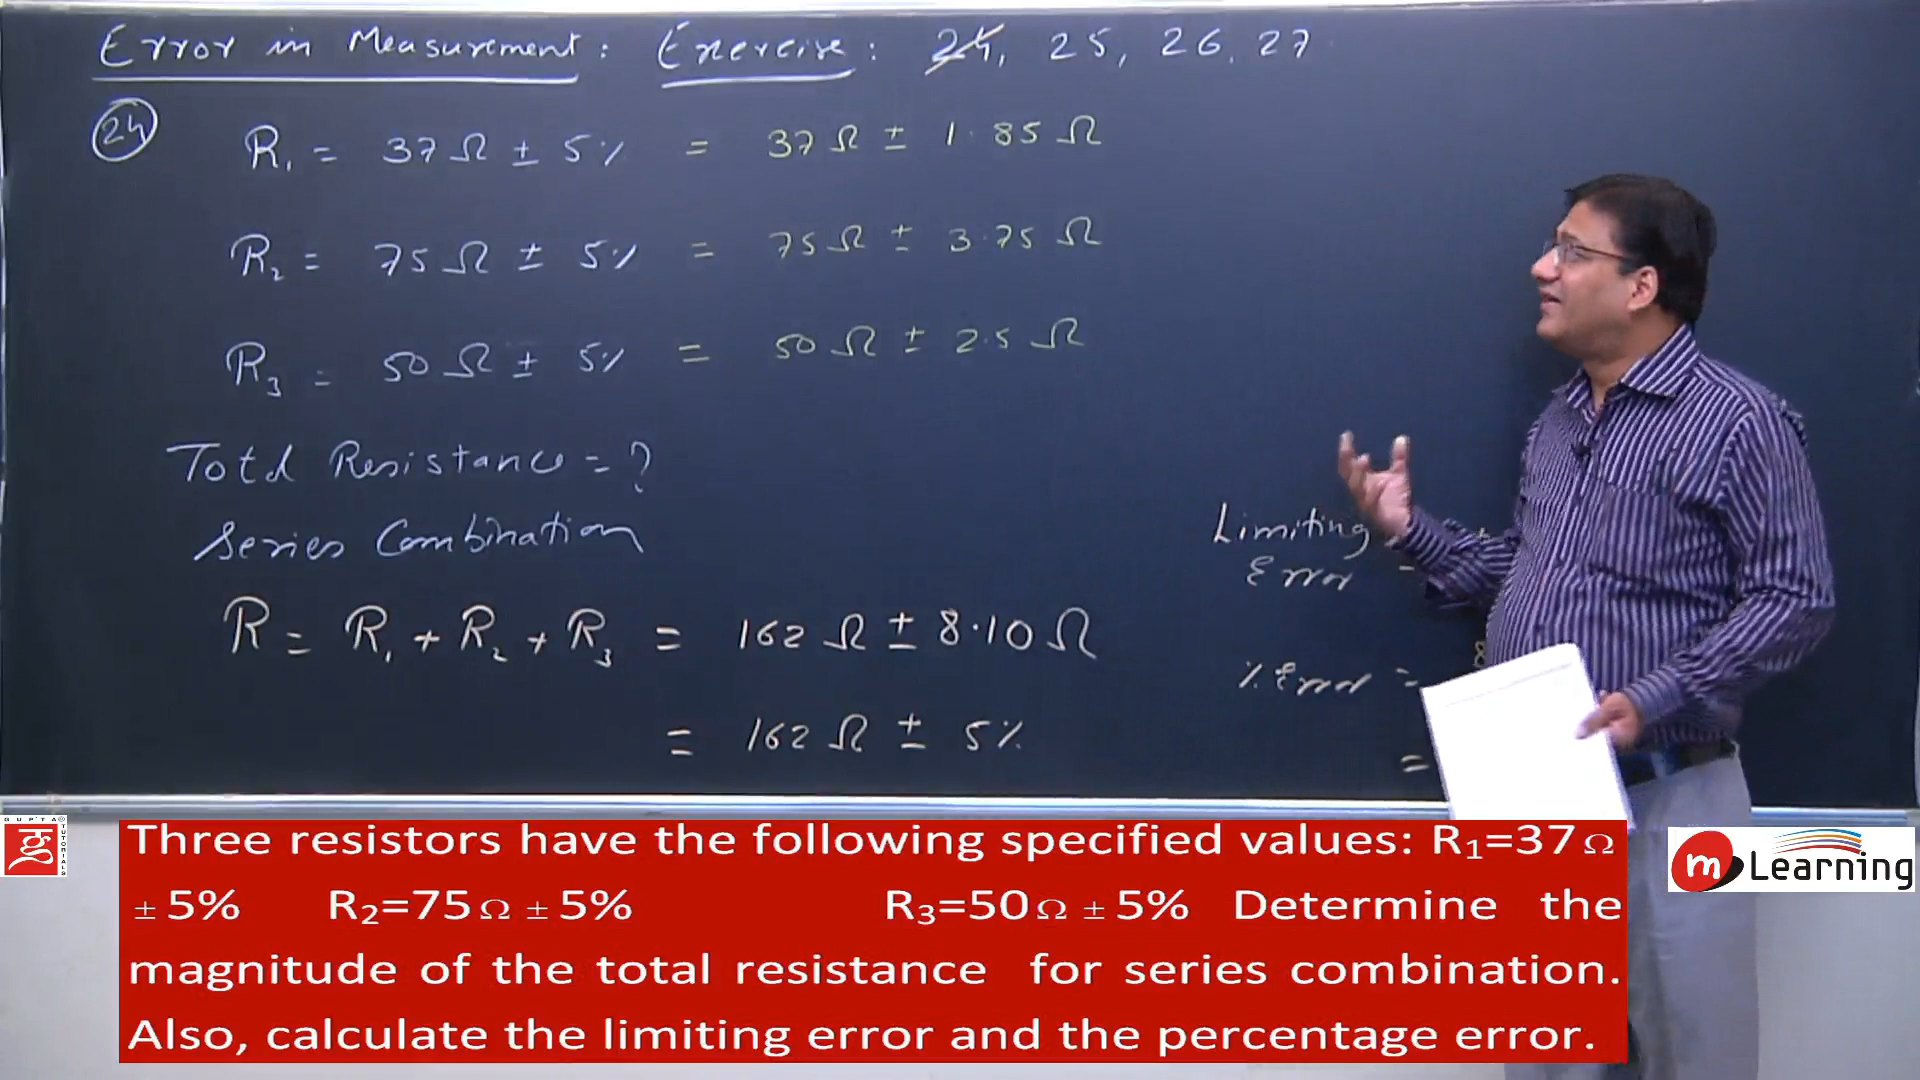 Error in Measurement : Exercise : 24, 25, 26, 27
24
R₁ = 37 Ω ± 5% = 37 Ω ± 1.85 Ω
R₂ = 75 Ω ± 5% = 75 Ω ± 3.75 Ω
R₃ = 50 Ω ± 5% = 50 Ω ± 2.5 Ω
Total Resistance = ?
Series Combination
Limiting
Error =
R = R₁ + R₂ + R₃ = 162 Ω ± 8.10 Ω
% Error =
= 162 Ω ± 5%
=
GUPTA
TUTORIALS
Three resistors have the following specified values: R₁=37Ω
±5% R₂=75Ω ±5% R₃=50Ω ±5% Determine the
magnitude of the total resistance for series combination.
Also, calculate the limiting error and the percentage error.
m Learning